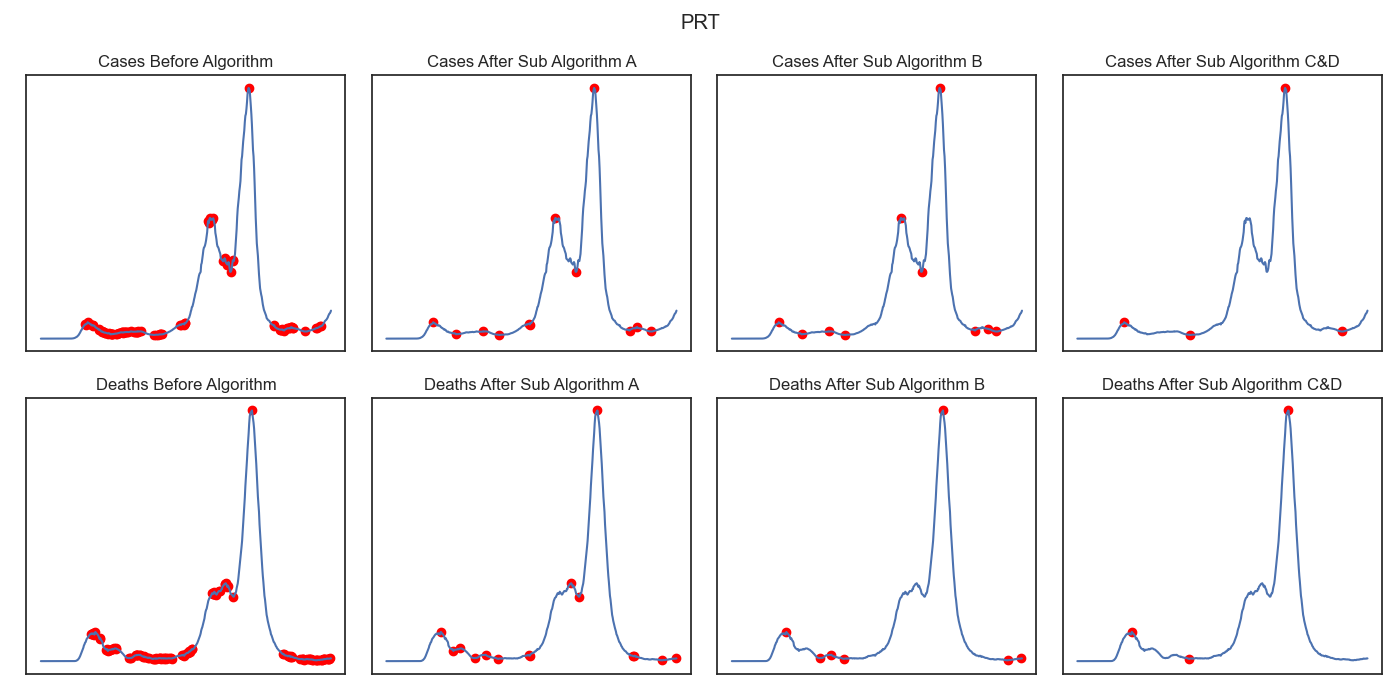 PRT
Cases Before Algorithm
Cases After Sub Algorithm A
Cases After Sub Algorithm B
Cases After Sub Algorithm C&D
Deaths Before Algorithm
Deaths After Sub Algorithm A
Deaths After Sub Algorithm B
Deaths After Sub Algorithm C&D